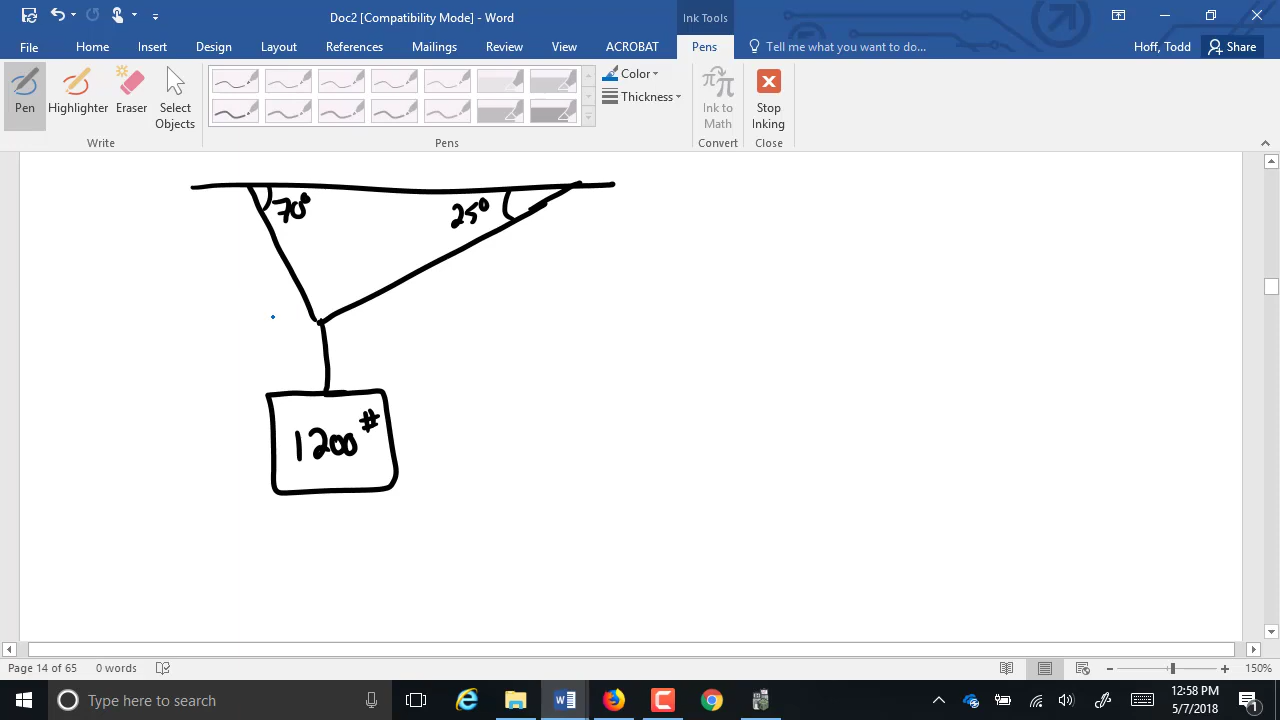 Doc2 [Compatibility Mode] - Word
Ink Tools
File Home Insert Design Layout References Mailings Review View ACROBAT Pens Tell me what you want to do... Hoff, Todd Share
Pen Highlighter Eraser Select Objects
Color
Thickness
Ink to Math
Stop Inking
Write Pens Convert Close
70°
25°
1200#
Page 14 of 65 0 words 150%
Type here to search
12:58 PM
5/7/2018
1